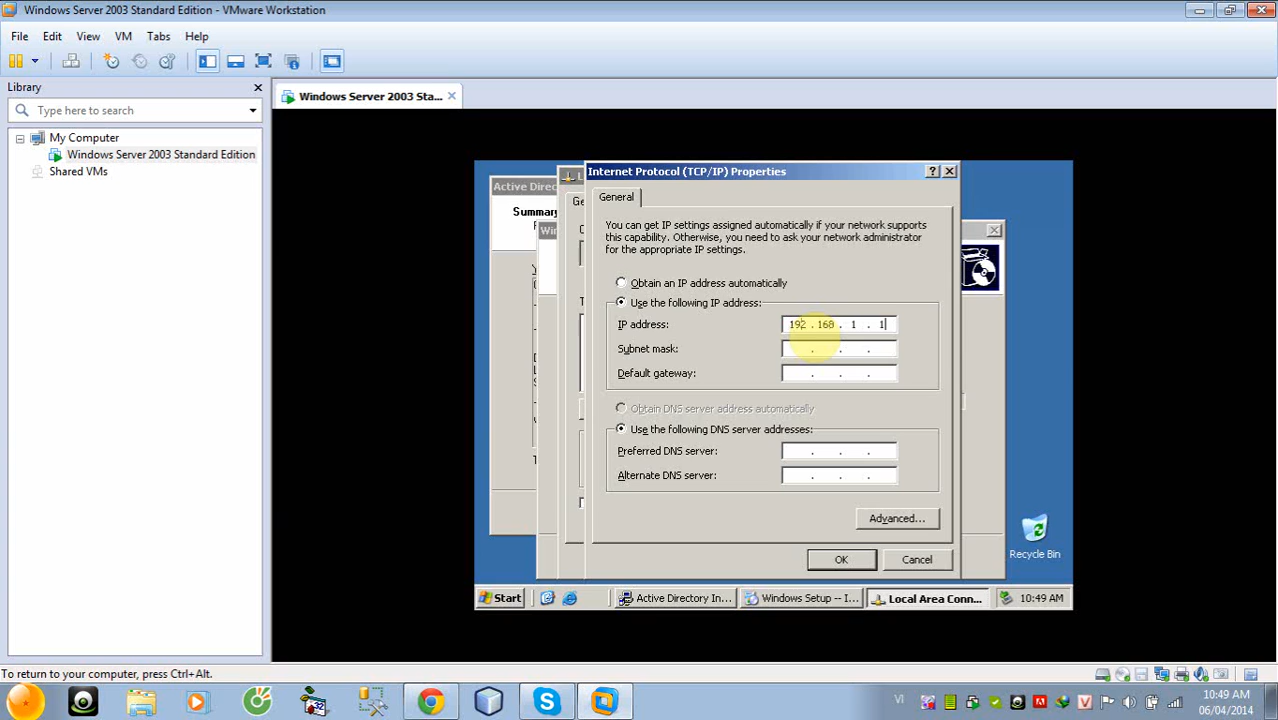 Windows Server 2003 Standard Edition - VMware Workstation
File Edit View VM Tabs Help
Library
Type here to search
My Computer
Windows Server 2003 Standard Edition
Shared VMs
Windows Server 2003 Sta...
Active Direc
Summary
Internet Protocol (TCP/IP) Properties
General
You can get IP settings assigned automatically if your network supports
this capability. Otherwise, you need to ask your network administrator
for the appropriate IP settings.
Obtain an IP address automatically
Use the following IP address:
IP address: 192 . 168 . 1 . 1
Subnet mask: . . .
Default gateway: . . .
Obtain DNS server address automatically
Use the following DNS server addresses:
Preferred DNS server: . . .
Alternate DNS server: . . .
Advanced...
OK Cancel
Recycle Bin
Start Active Directory In... Windows Setup -- I... Local Area Conn... 10:49 AM
To return to your computer, press Ctrl+Alt.
32
VI
10:49 AM
06/04/2014